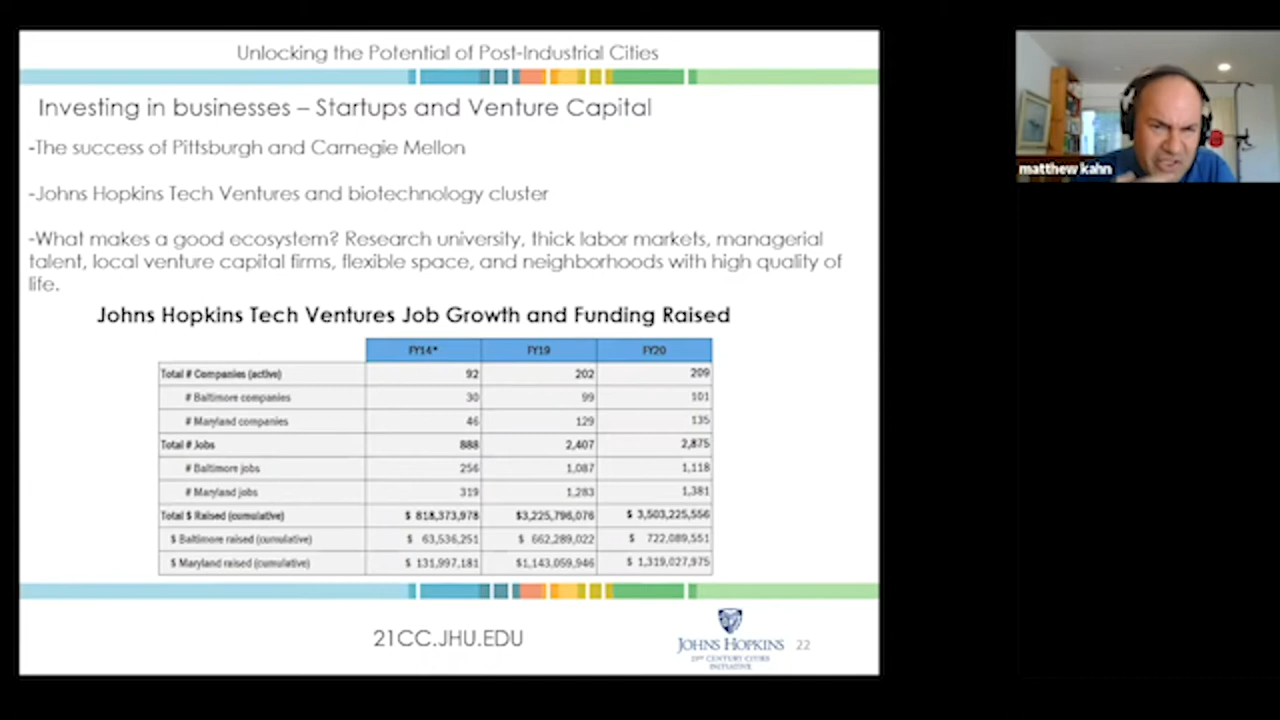 Unlocking the Potential of Post-Industrial Cities
Investing in businesses – Startups and Venture Capital
-The success of Pittsburgh and Carnegie Mellon
-Johns Hopkins Tech Ventures and biotechnology cluster
-What makes a good ecosystem? Research university, thick labor markets, managerial
talent, local venture capital firms, flexible space, and neighborhoods with high quality of
life.
Johns Hopkins Tech Ventures Job Growth and Funding Raised
FY14* FY19 FY20
Total # Companies (active) 92 202 209
# Baltimore companies 30 99 101
# Maryland companies 46 129 135
Total # Jobs 888 2,407 2,875
# Baltimore jobs 256 1,087 1,118
# Maryland jobs 319 1,283 1,381
Total $ Raised (cumulative) $ 818,373,978 $3,225,796,076 $ 3,503,225,556
$ Baltimore raised (cumulative) $ 63,536,251 $ 662,289,022 $ 722,089,551
$ Maryland raised (cumulative) $ 131,997,181 $1,143,059,946 $ 1,319,027,975
21CC.JHU.EDU
JOHNS HOPKINS
21ST CENTURY CITIES
INITIATIVE
22
matthew kahn